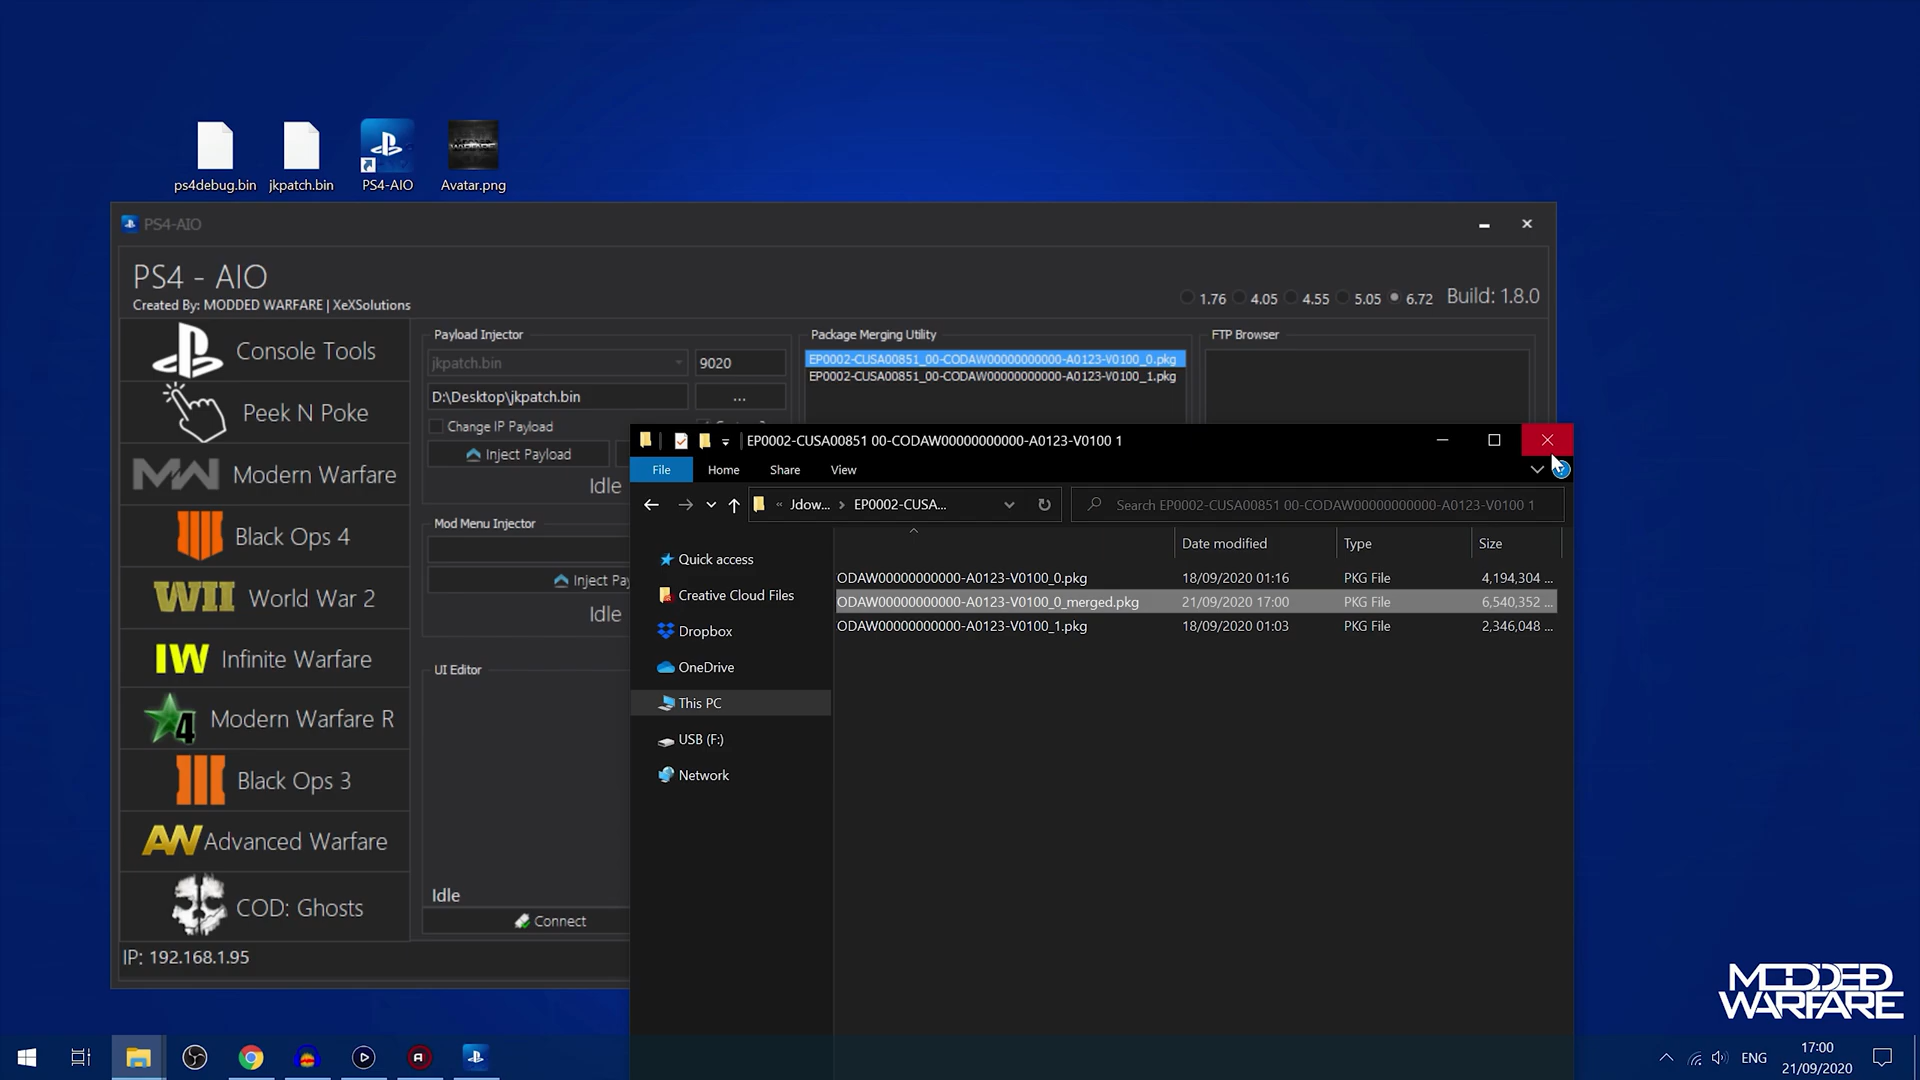 ps4debug.bin
jkpatch.bin
PS4-AIO
Avatar.png
PS4-AIO
PS4 - AIO
Created By: MODDED WARFARE | XeXSolutions
1.76
4.05
4.55
5.05
6.72
Build: 1.8.0
Console Tools
Peek N Poke
Modern Warfare
Black Ops 4
WII World War 2
IW Infinite Warfare
4 Modern Warfare R
III Black Ops 3
AW Advanced Warfare
COD: Ghosts
IP: 192.168.1.95
Payload Injector
jkpatch.bin
9020
D:\Desktop\jkpatch.bin
...
Change IP Payload
Inject Payload
Idle
Mod Menu Injector
Inject Pay
Idle
UI Editor
Idle
Connect
Package Merging Utility
EP0002-CUSA00851_00-CODAW00000000000-A0123-V0100_0.pkg
EP0002-CUSA00851_00-CODAW00000000000-A0123-V0100_1.pkg
FTP Browser
EP0002-CUSA00851 00-CODAW00000000000-A0123-V0100 1
File
Home
Share
View
« Jdow... › EP0002-CUSA...
Search EP0002-CUSA00851 00-CODAW00000000000-A0123-V0100 1
Quick access
Creative Cloud Files
Dropbox
OneDrive
This PC
USB (F:)
Network
Date modified
Type
Size
ODAW00000000000-A0123-V0100_0.pkg 18/09/2020 01:16 PKG File 4,194,304 ...
ODAW00000000000-A0123-V0100_0_merged.pkg 21/09/2020 17:00 PKG File 6,540,352 ...
ODAW00000000000-A0123-V0100_1.pkg 18/09/2020 01:03 PKG File 2,346,048 ...
MODDED
WARFARE
ENG
17:00
21/09/2020